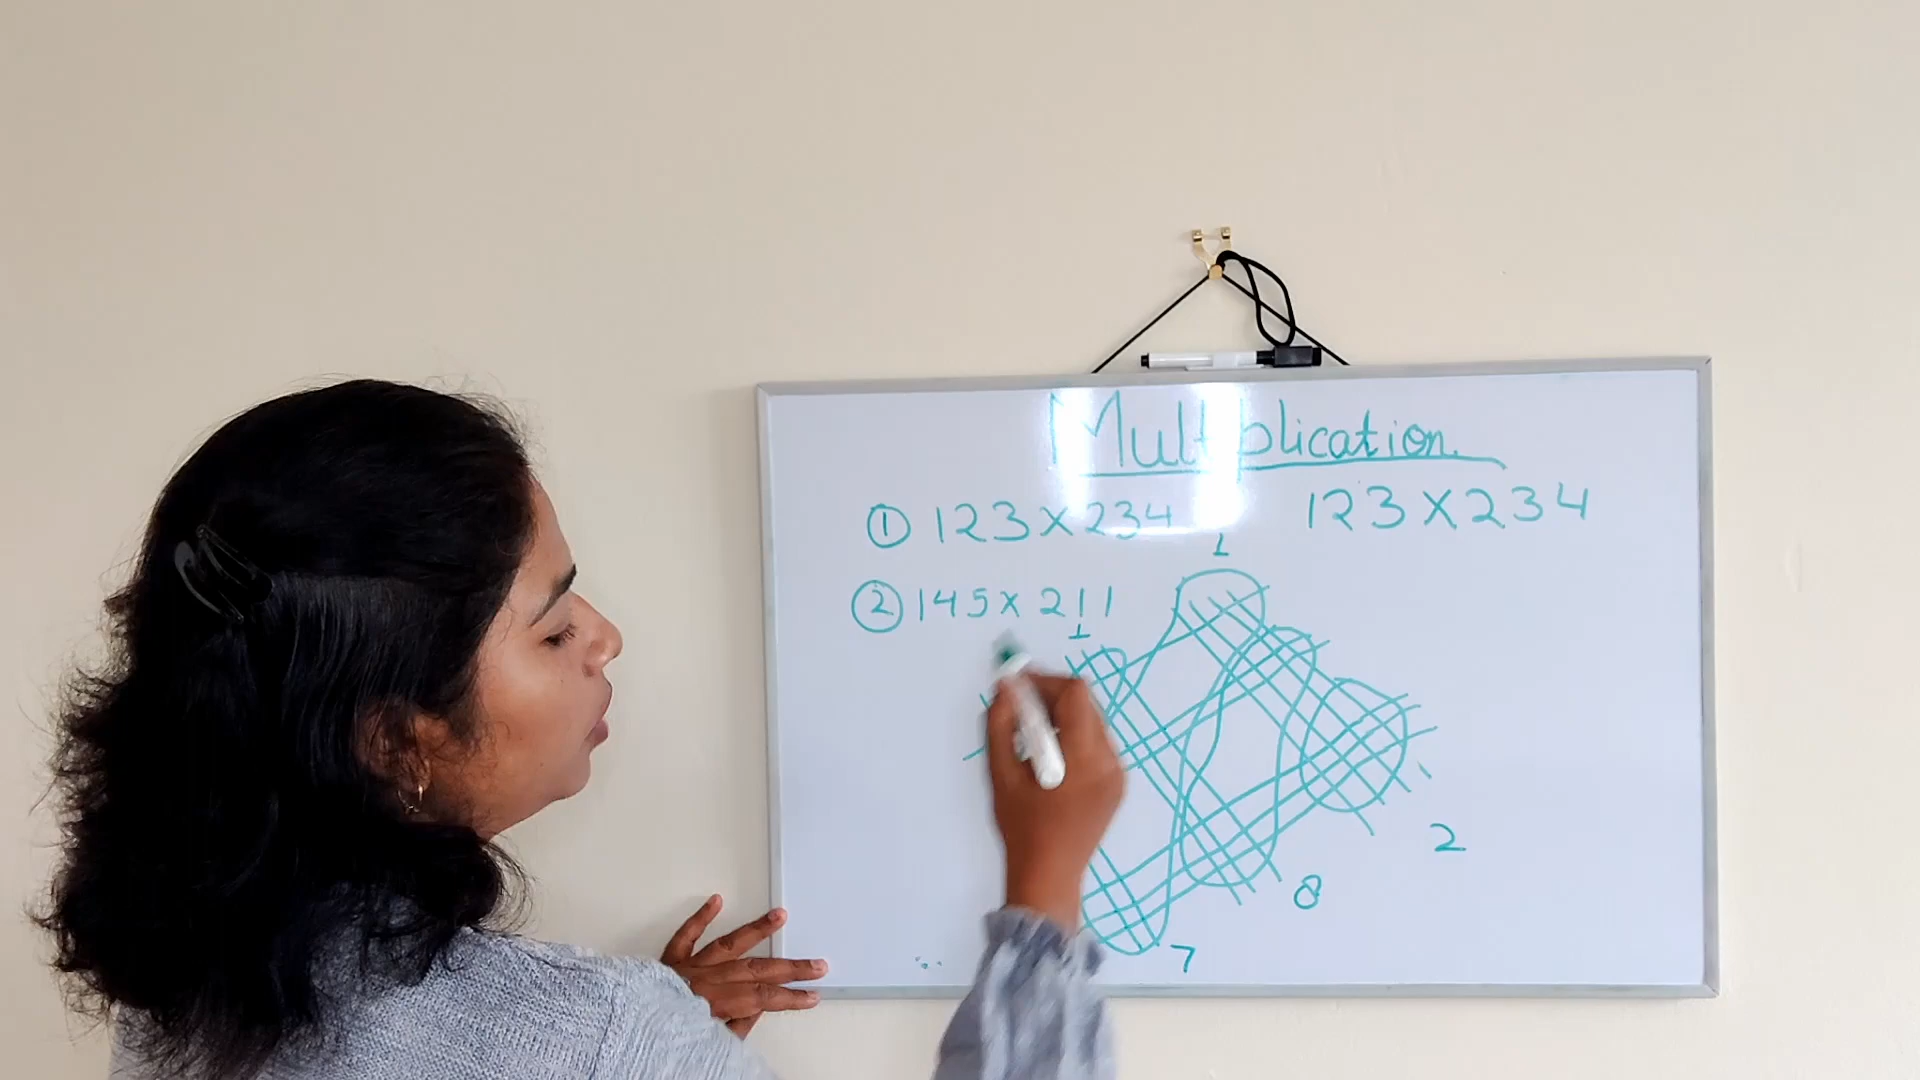 Multiplication.
① 123 X 234
123 X 234
1
② 145 x 211
1
2
8
7